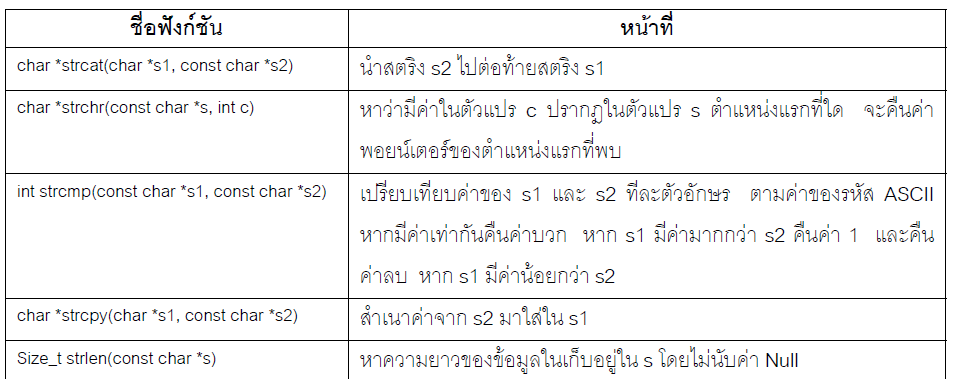 ชื่อฟังก์ชัน หน้าที่
char *strcat(char *s1, const char *s2) นำสตริง s2 ไปต่อท้ายสตริง s1
char *strchr(const char *s, int c) หาว่ามีค่าในตัวแปร c ปรากฏในตัวแปร s ตำแหน่งแรกที่ใด จะคืนค่า
พอยน์เตอร์ของตำแหน่งแรกที่พบ
int strcmp(const char *s1, const char *s2) เปรียบเทียบค่าของ s1 และ s2 ทีละตัวอักษร ตามค่าของรหัส ASCII
หากมีค่าเท่ากันคืนค่าบวก หาก s1 มีค่ามากกว่า s2 คืนค่า 1 และคืน
ค่าลบ หาก s1 มีค่าน้อยกว่า s2
char *strcpy(char *s1, const char *s2) สำเนาค่าจาก s2 มาใส่ใน s1
Size_t strlen(const char *s) หาความยาวของข้อมูลในเก็บอยู่ใน s โดยไม่นับค่า Null